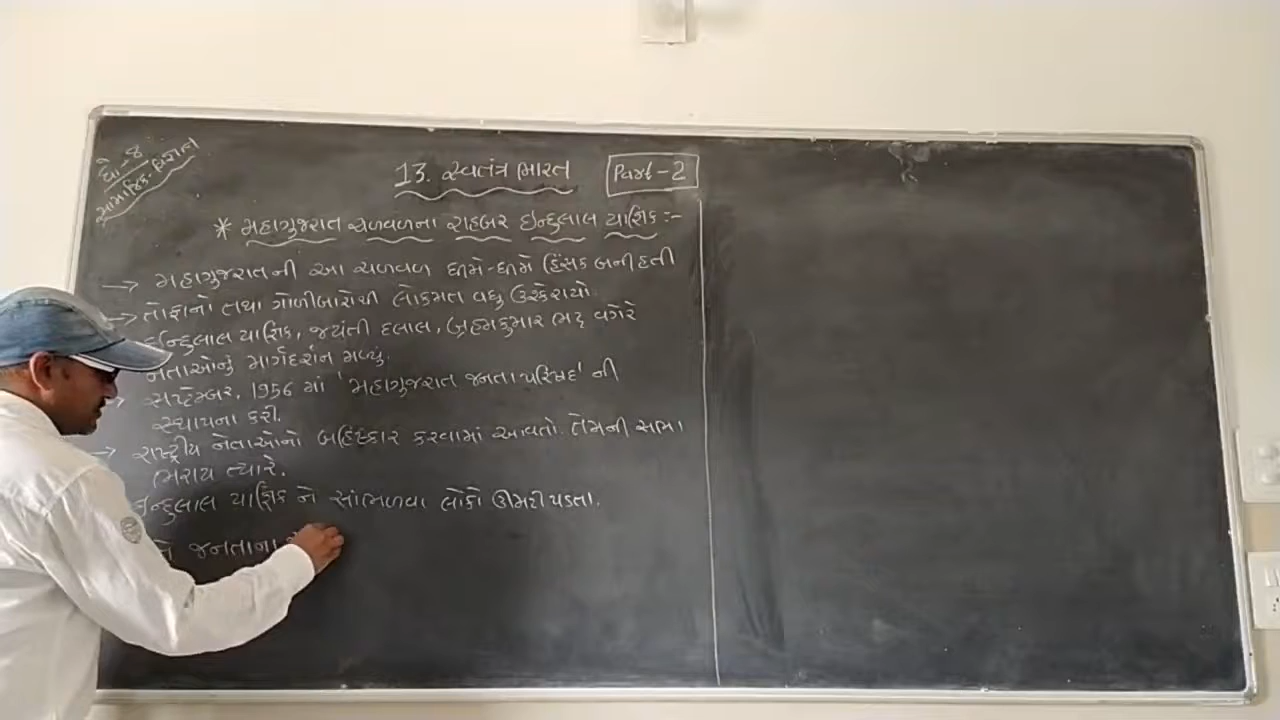 ધો-૪
સામાજિક-વિજ્ઞાન
13. સ્વતંત્ર ભારત
Part-2
* મહાગુજરાત ચળવળના રાહબર ઇન્દુલાલ યાજ્ઞિક :-
→ મહાગુજરાતની આ ચળવળ ધીમે-ધીમે હિંસક બની હતી
→ તોફાનો તથા ગોળીબારોથી લોકમત વધુ ઉશ્કેરાયો.
ઇન્દુલાલ યાજ્ઞિક, જયંતી દલાલ, બ્રહ્મકુમાર ભટ્ટ વગેરે
નેતાઓનું માર્ગદર્શન મળ્યું.
→ સપ્ટેમ્બર, 1956 માં 'મહાગુજરાત જનતા પરિષદ' ની
સ્થાપના કરી.
→ રાષ્ટ્રીય નેતાઓનો બહિષ્કાર કરવામાં આવતો. તેમની સભા
ભરાય ત્યારે.
ઇન્દુલાલ યાજ્ઞિક ને સાંભળવા લોકો ઊમટી પડતા.
જનતાના